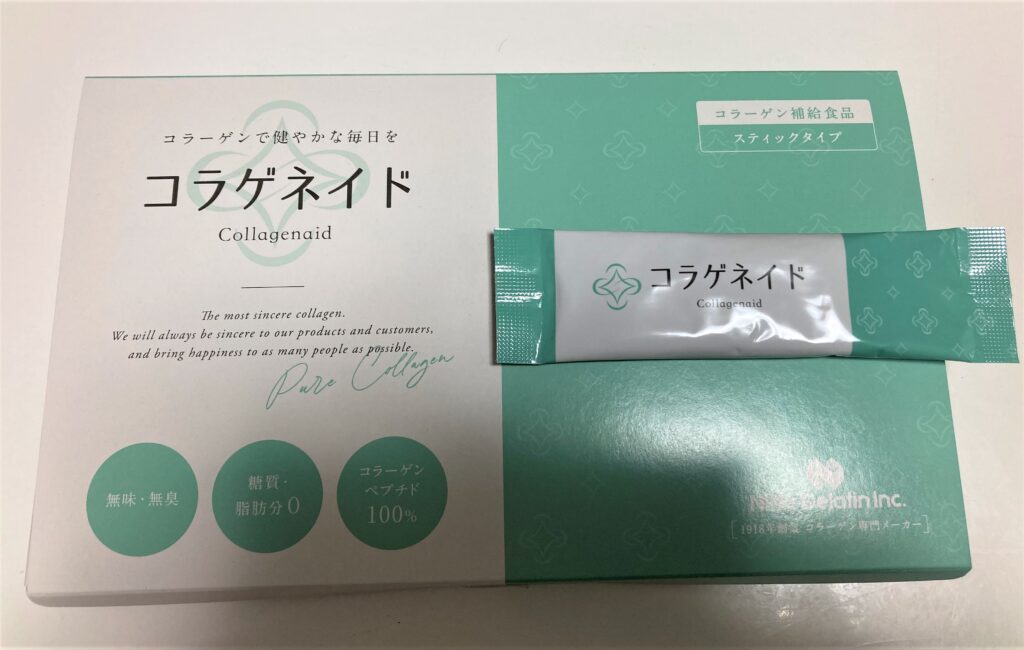 コラーゲンで健やかな毎日を
コラゲネイド
Collagenaid
The most sincere collagen.
We will always be sincere to our products and customers,
and bring happiness to as many people as possible.
Pure Collagen
無味・無臭
糖質・
脂肪分0
コラーゲン
ペプチド
100%
コラーゲン補給食品
スティックタイプ
コラゲネイド
Collagenaid
Gelatin Inc.
[1918年創業 コラーゲン専門メーカー]